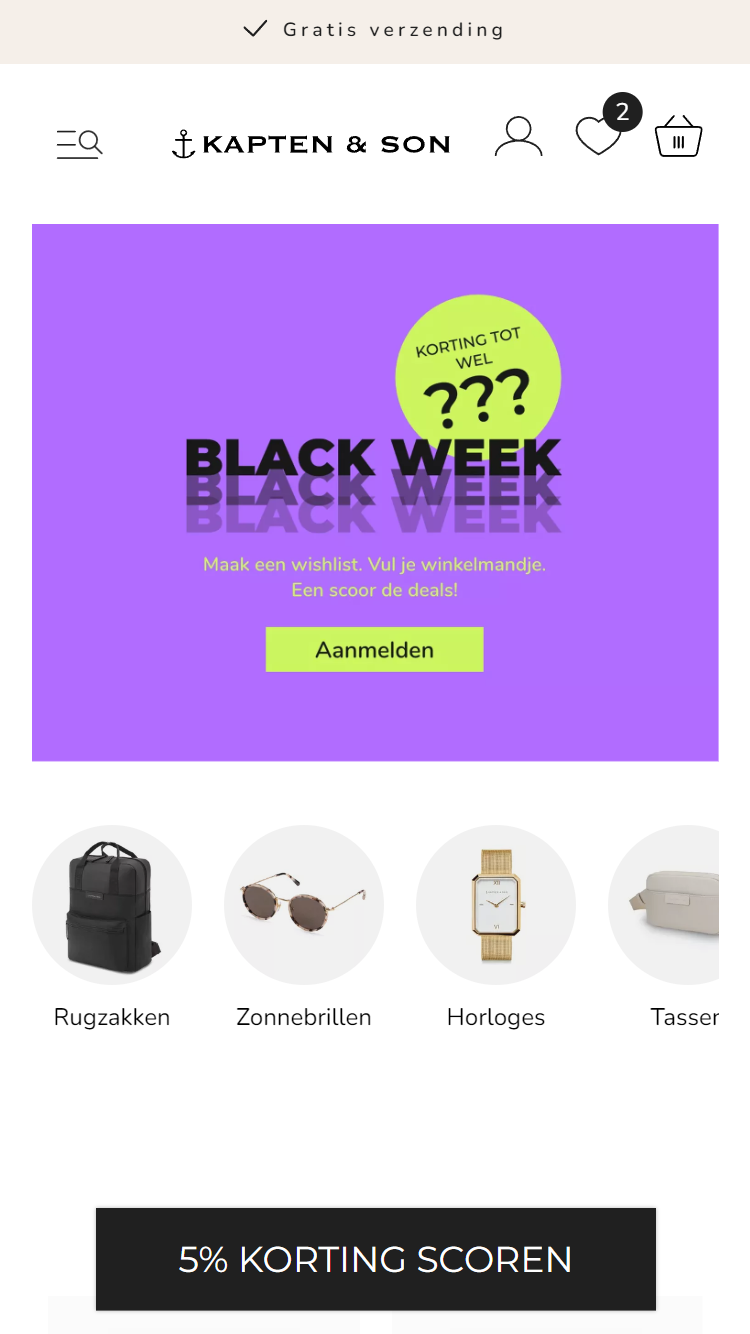 Gratis verzending
KAPTEN & SON
2
KORTING TOT
WEL
???
BLACK WEEK
BLACK WEEK
BLACK WEEK
Maak een wishlist. Vul je winkelmandje.
Een scoor de deals!
Aanmelden
Rugzakken
Zonnebrillen
Horloges
Tassen
5% KORTING SCOREN